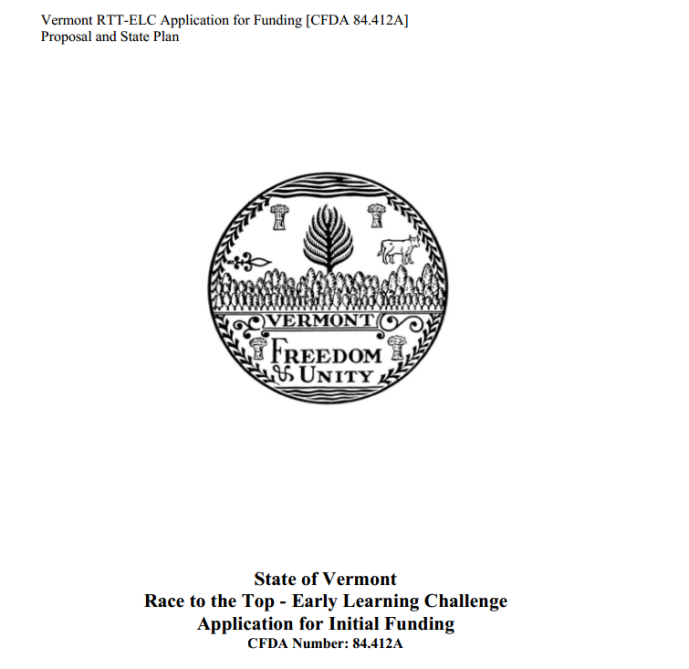 Vermont RTT-ELC Application for Funding [CFDA 84.412A]
Proposal and State Plan
VERMONT
FREEDOM
& UNITY
State of Vermont
Race to the Top - Early Learning Challenge
Application for Initial Funding
CFDA Number: 84.412A